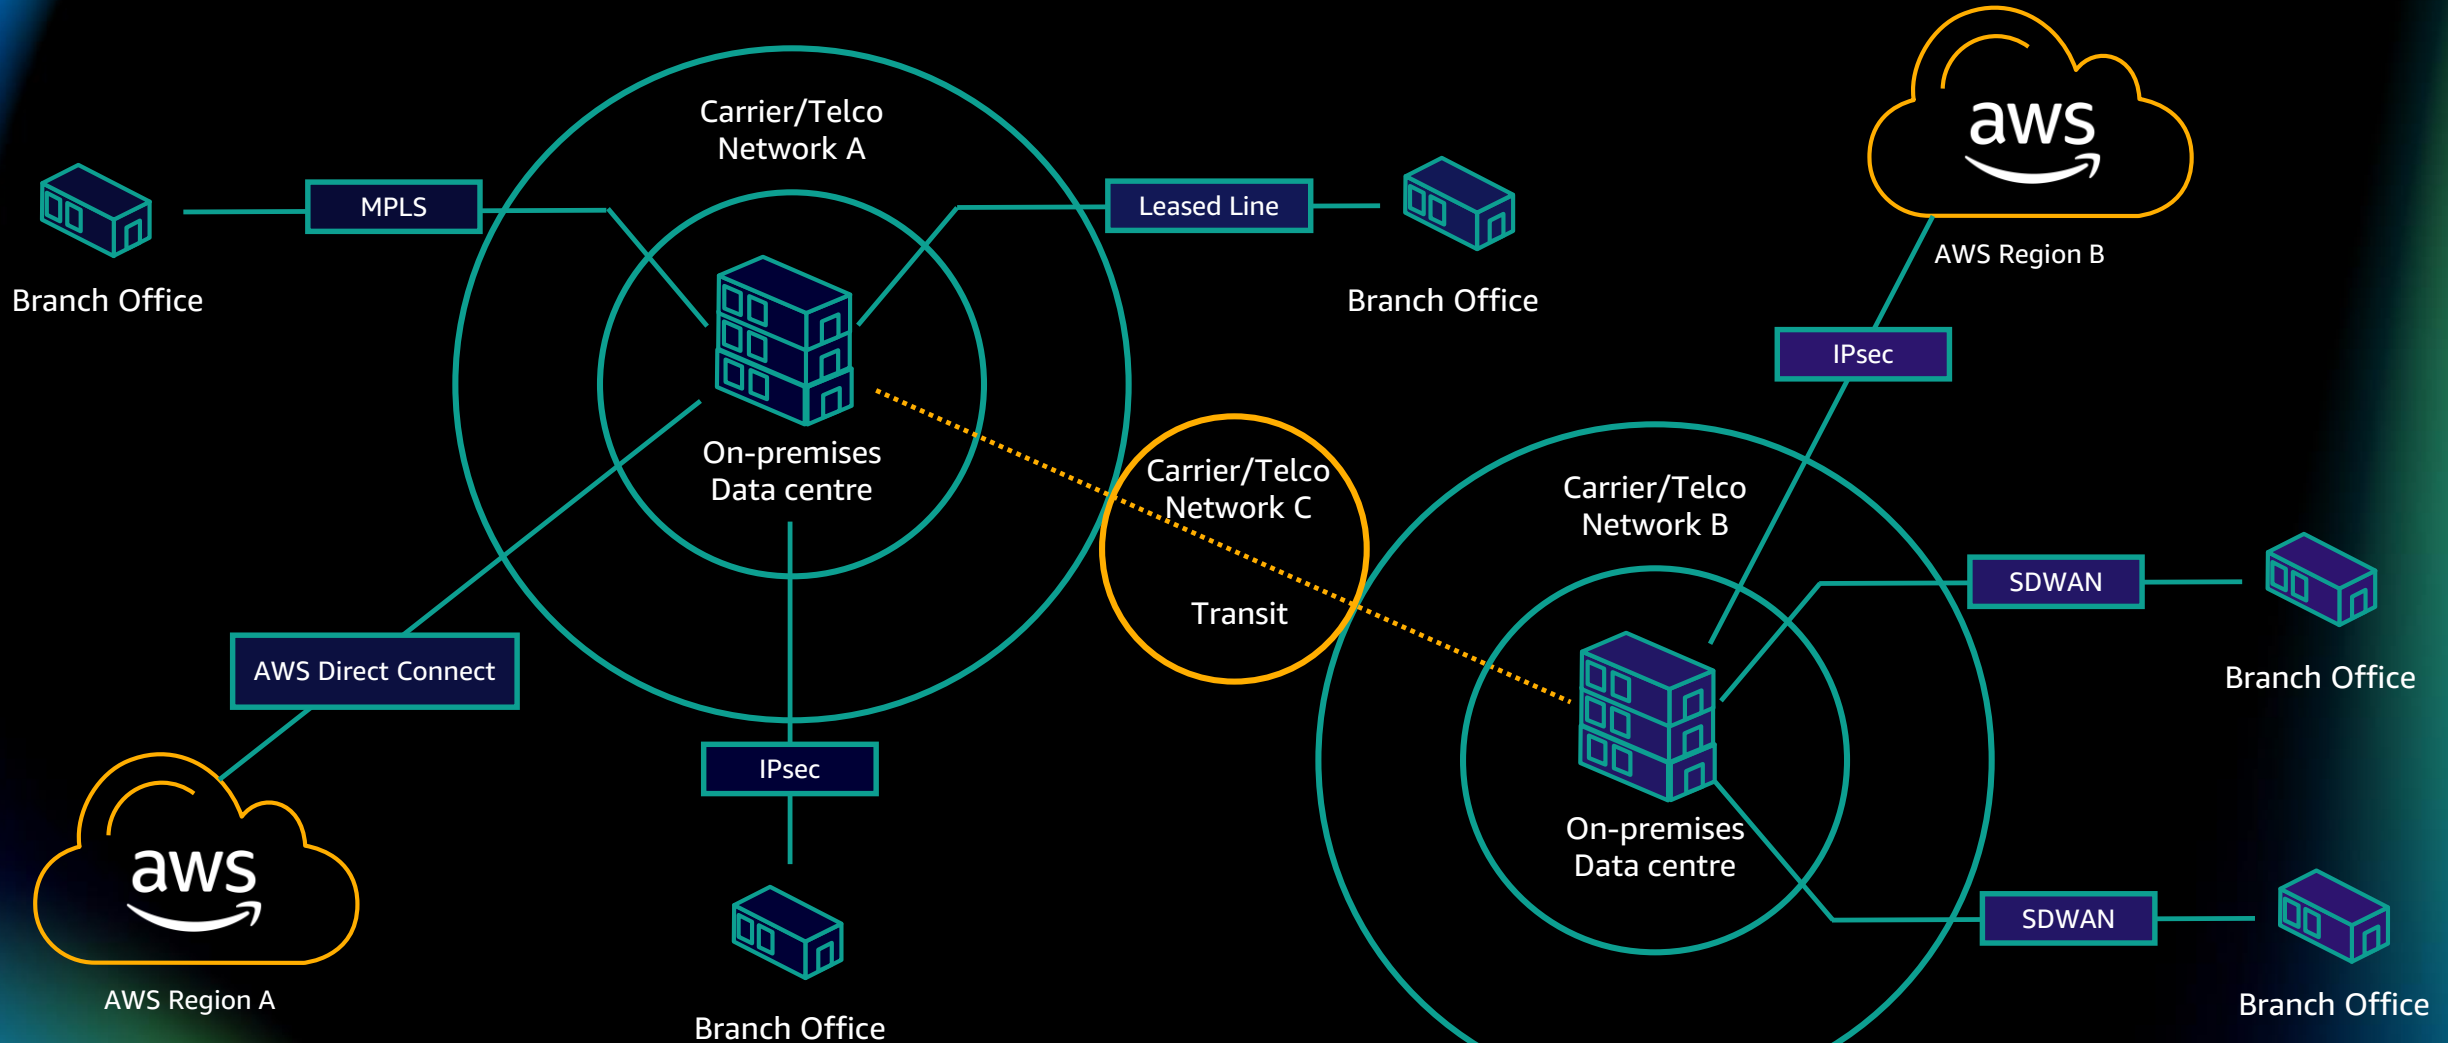 Carrier/Telco
Network A
MPLS
Branch Office
Leased Line
Branch Office
aws
AWS Region B
IPsec
On-premises
Data centre
Carrier/Telco
Network C
Transit
Carrier/Telco
Network B
SDWAN
Branch Office
AWS Direct Connect
IPsec
On-premises
Data centre
aws
AWS Region A
Branch Office
SDWAN
Branch Office